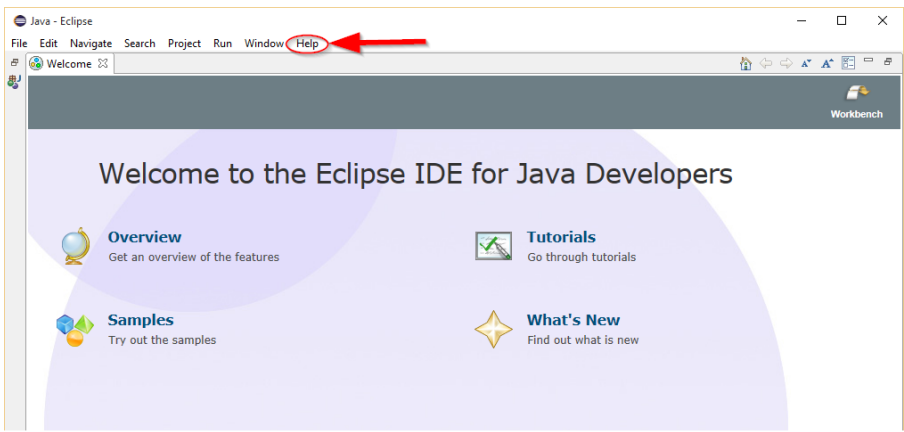 Java - Eclipse
File Edit Navigate Search Project Run Window Help
Welcome
Workbench
Welcome to the Eclipse IDE for Java Developers
Overview
Get an overview of the features
Tutorials
Go through tutorials
Samples
Try out the samples
What's New
Find out what is new